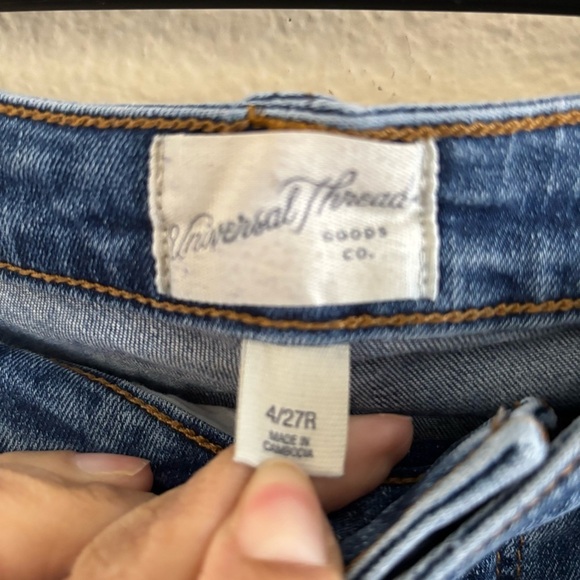 Universal Thread
GOODS
CO.
4/27R
MADE IN
CAMBODIA